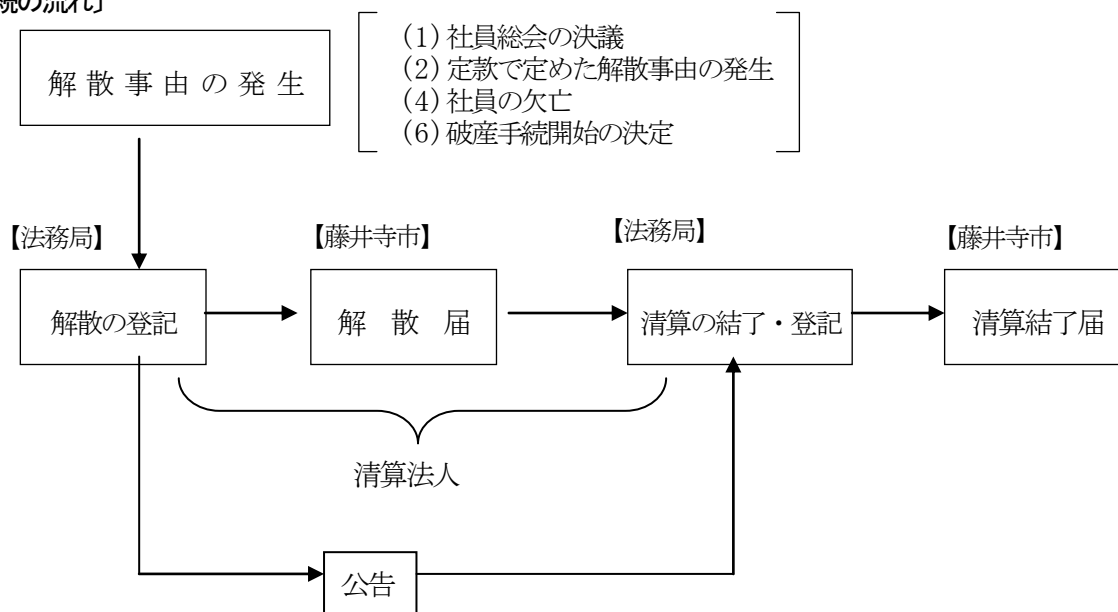 続の流れ〕
解散事由の発生
(1)社員総会の決議
(2)定款で定めた解散事由の発生
(4)社員の欠亡
(6)破産手続開始の決定
【法務局】
【藤井寺市】
【法務局】
【藤井寺市】
解散の登記
解散届
清算の結了・登記
清算結了届
清算法人
公告